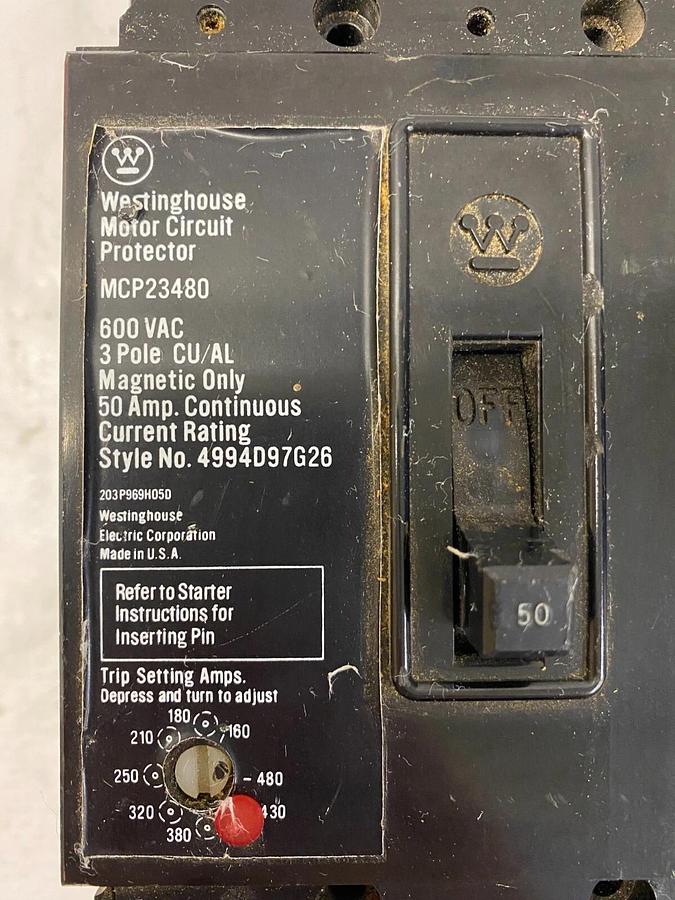 Westinghouse
Motor Circuit
Protector
MCP23480
600 VAC
3 Pole CU/AL
Magnetic Only
50 Amp. Continuous
Current Rating
Style No. 4994D97G26
203P969H05D
Westinghouse
Electric Corporation
Made in U.S.A.
Refer to Starter
Instructions for
Inserting Pin
Trip Setting Amps.
Depress and turn to adjust
180 160
210
250 480
320 430
380
OFF
50